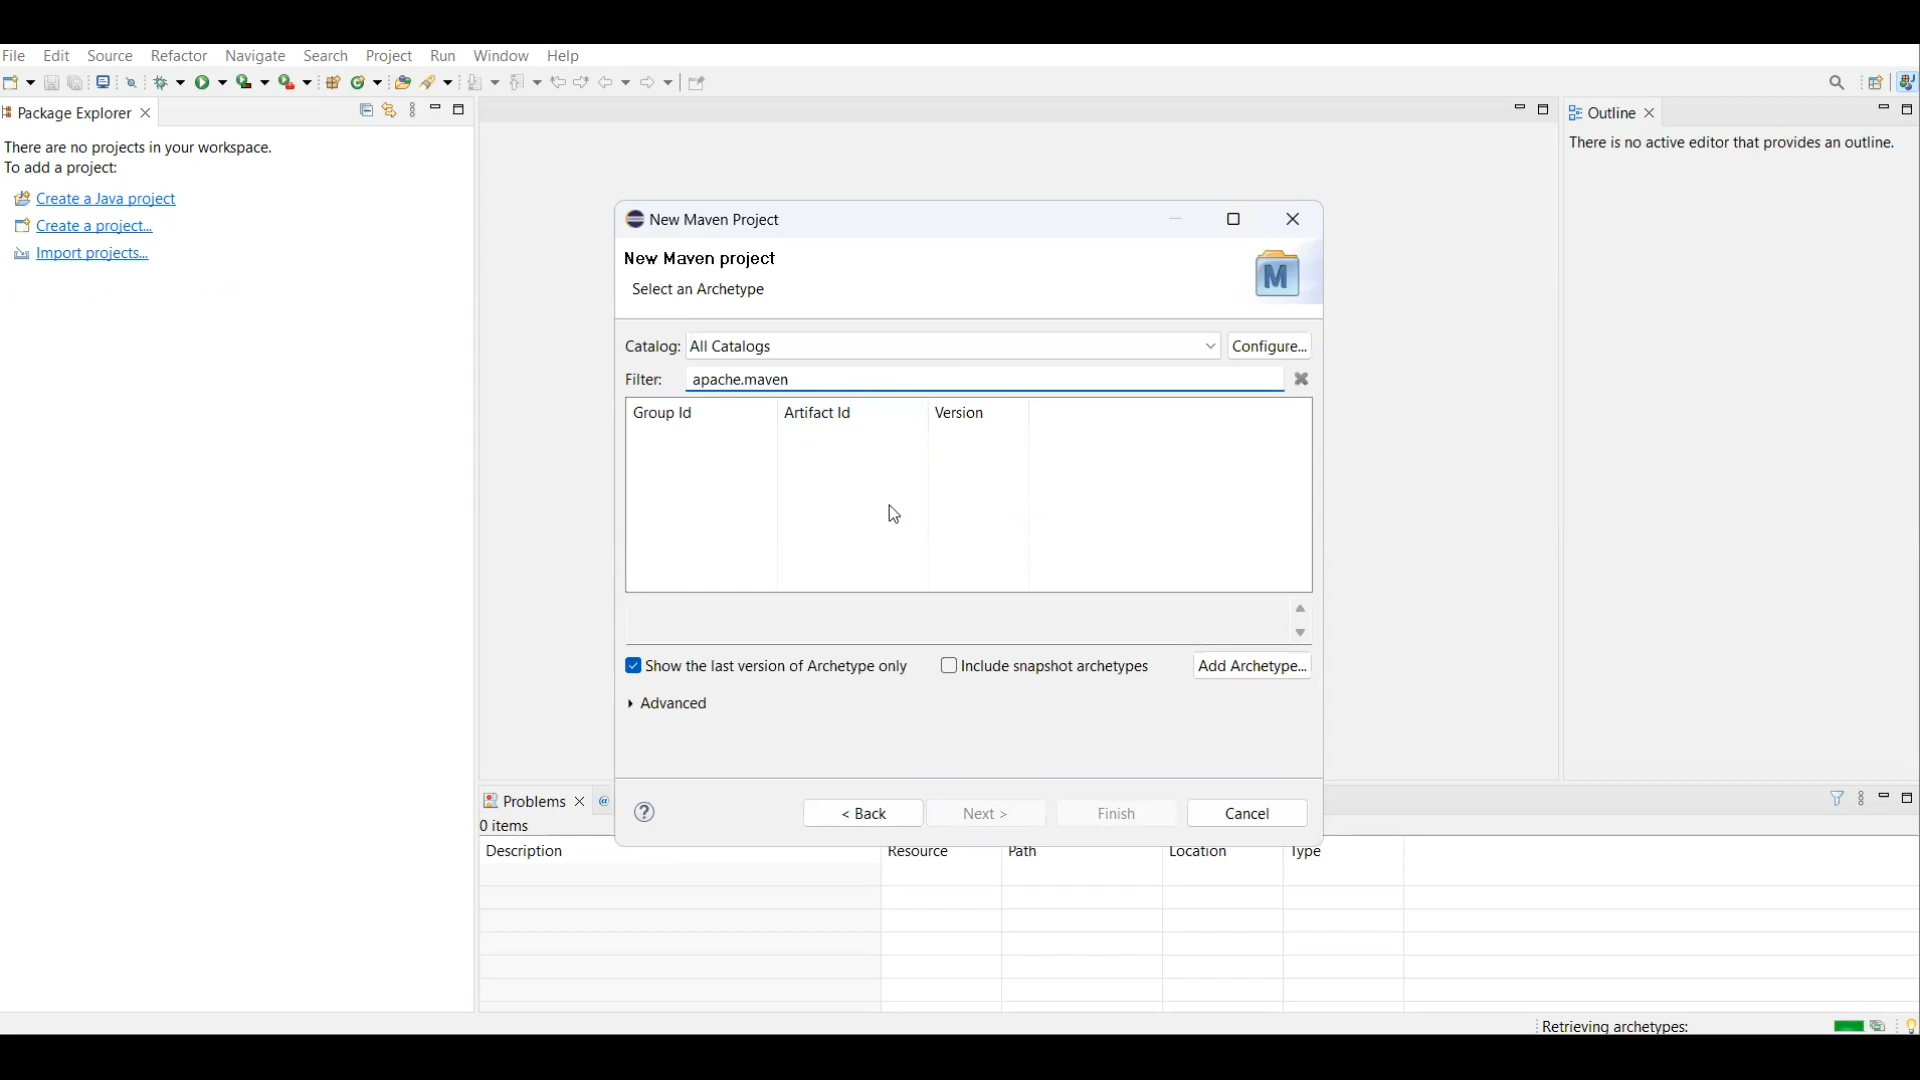 File Edit Source Refactor Navigate Search Project Run Window Help
Package Explorer
There are no projects in your workspace.
To add a project:
Create a Java project
Create a project...
Import projects...
Outline
There is no active editor that provides an outline.
New Maven Project
New Maven project
Select an Archetype
M
Catalog: All Catalogs Configure...
Filter: apache.maven
Group Id Artifact Id Version
Show the last version of Archetype only Include snapshot archetypes Add Archetype...
Advanced
? < Back Next > Finish Cancel
Problems @
0 items
Description Resource Path Location Type
Retrieving archetypes: